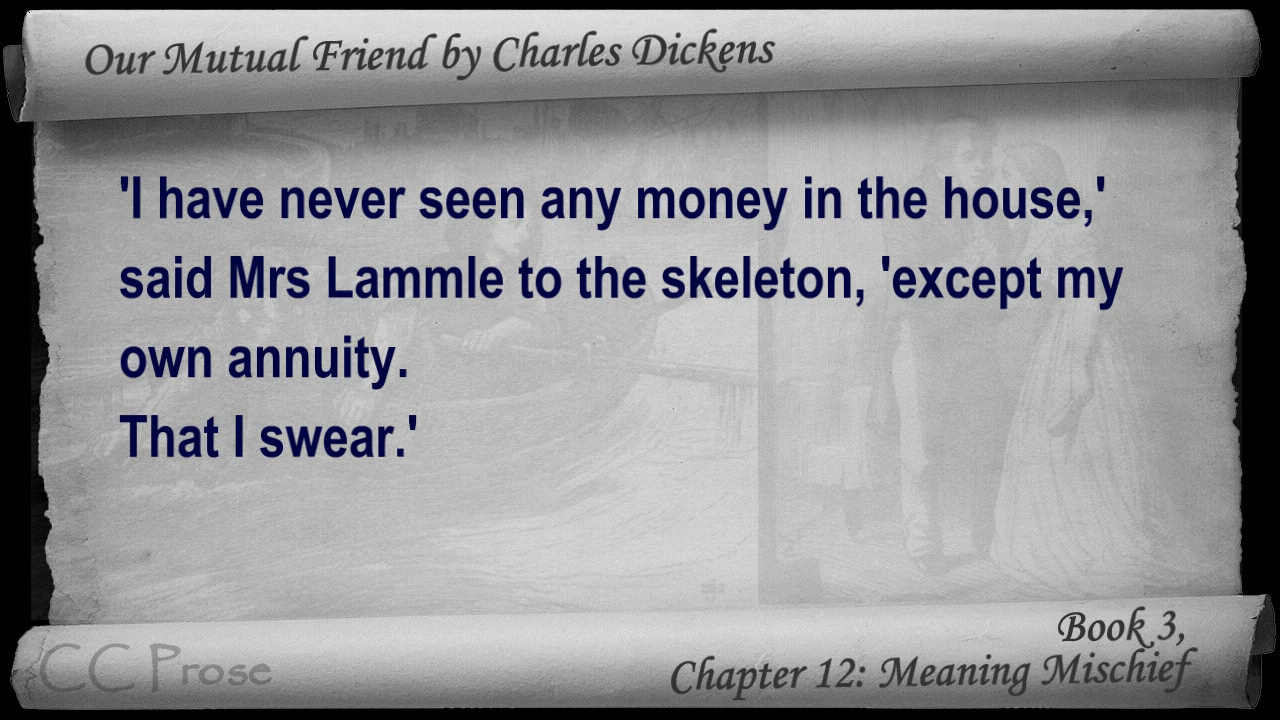 Our Mutual Friend by Charles Dickens
'I have never seen any money in the house,'
said Mrs Lammle to the skeleton, 'except my
own annuity.
That I swear.'
Book 3,
CC Prose
Chapter 12: Meaning Mischief